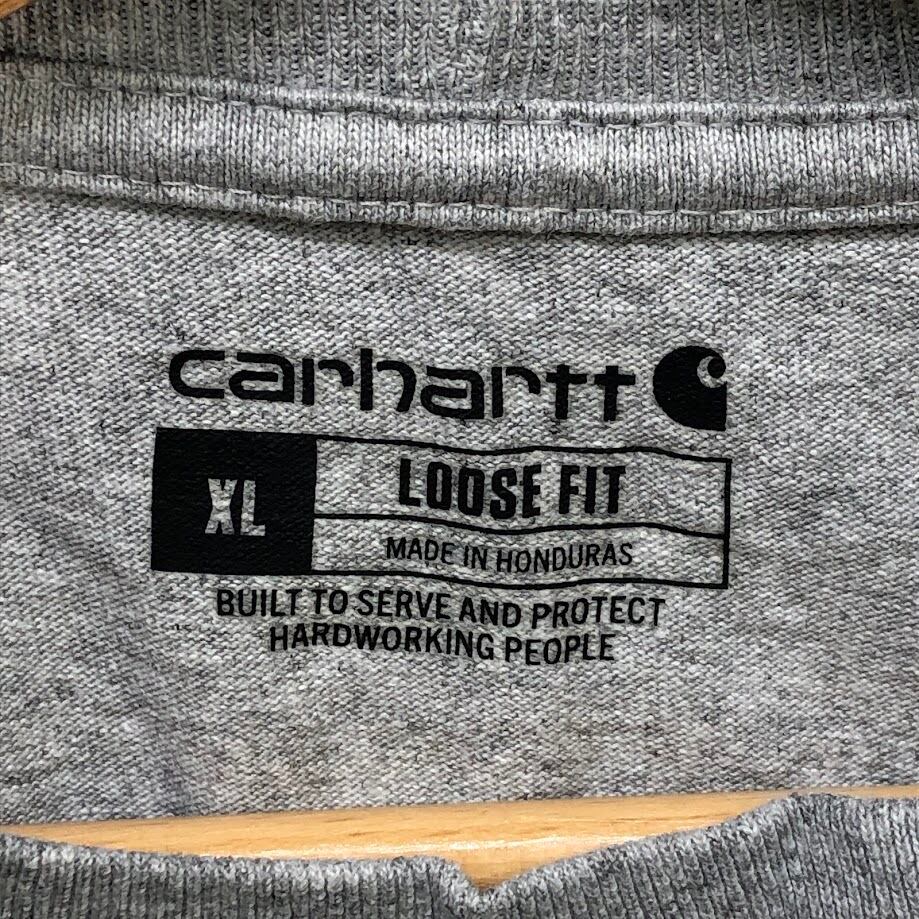 carhartt
XL
LOOSE FIT
MADE IN HONDURAS
BUILT TO SERVE AND PROTECT
HARDWORKING PEOPLE